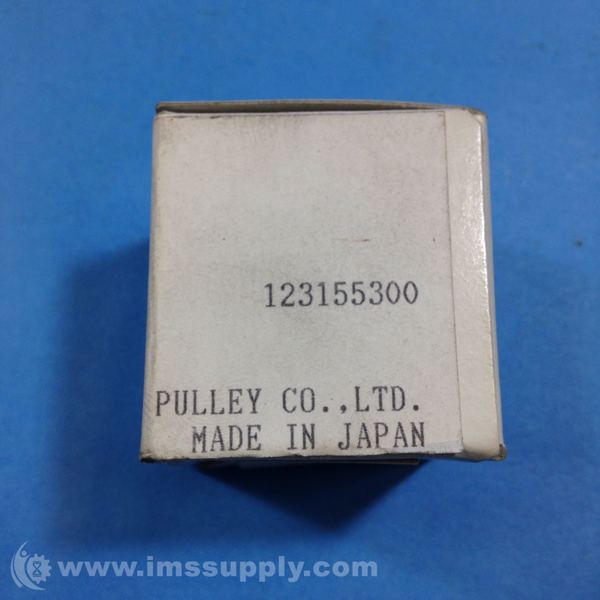 123155300
PULLEY CO.,LTD.
MADE IN JAPAN
www.imssupply.com